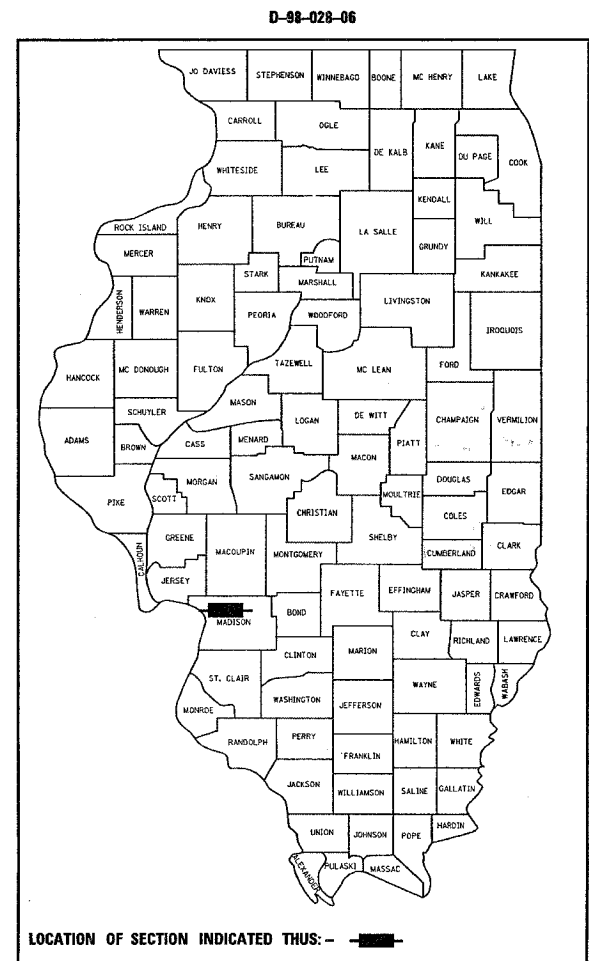 D-98-028-06
JO DAVIESS STEPHENSON WINNEBAGO BOONE MC HENRY LAKE
CARROLL OGLE DE KALB KANE DU PAGE COOK
WHITESIDE LEE
KENDALL WILL
ROCK ISLAND HENRY BUREAU LA SALLE GRUNDY
MERCER PUTNAM KANKAKEE
STARK MARSHALL
HENDERSON WARREN KNOX PEORIA WOODFORD LIVINGSTON IROQUOIS
HANCOCK MC DONOUGH FULTON TAZEWELL MC LEAN FORD
MASON
SCHUYLER LOGAN DE WITT CHAMPAIGN VERMILION
ADAMS BROWN CASS MENARD PIATT
MACON
PIKE SCOTT MORGAN SANGAMON MOULTRIE DOUGLAS EDGAR
CHRISTIAN COLES
GREENE MACOUPIN MONTGOMERY SHELBY CUMBERLAND CLARK
CALHOUN JERSEY
FAYETTE EFFINGHAM JASPER CRAWFORD
MADISON BOND
CLAY RICHLAND LAWRENCE
CLINTON MARION
ST. CLAIR WAYNE EDWARDS WABASH
WASHINGTON JEFFERSON
MONROE
RANDOLPH PERRY HAMILTON WHITE
FRANKLIN
JACKSON WILLIAMSON SALINE GALLATIN
UNION JOHNSON POPE HARDIN
ALEXANDER PULASKI MASSAC
LOCATION OF SECTION INDICATED THUS: –